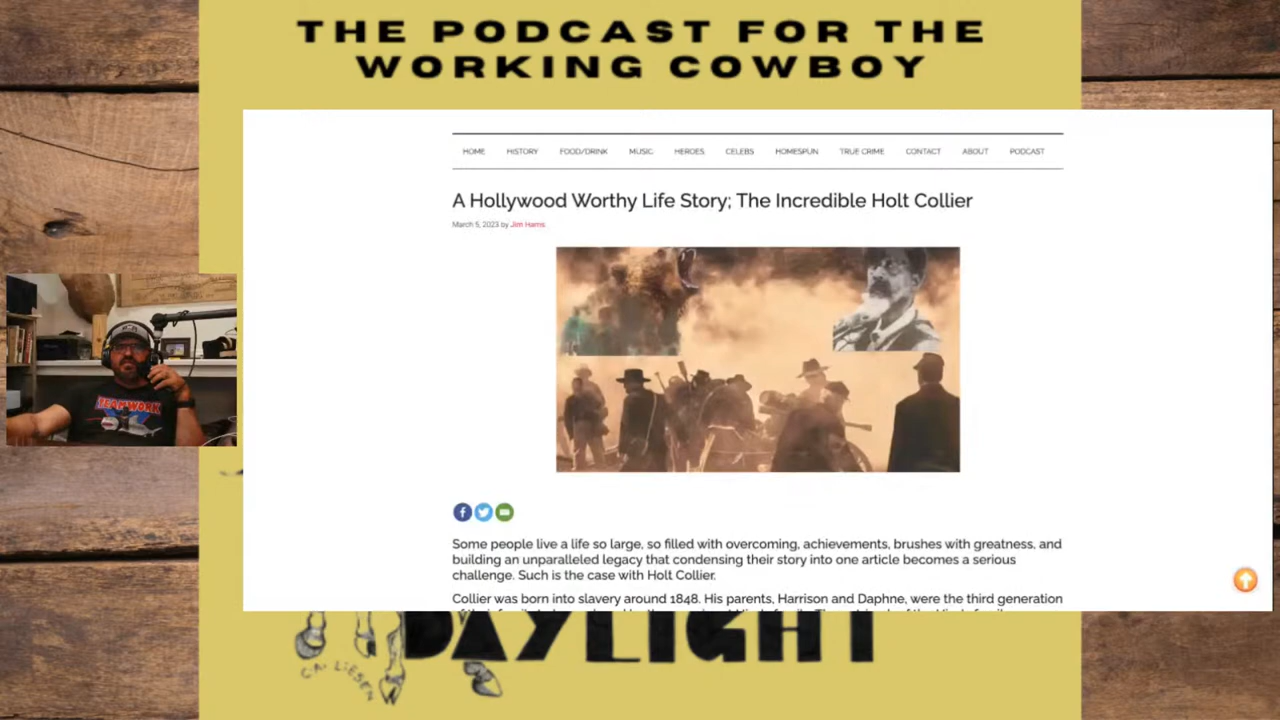 THE PODCAST FOR THE
WORKING COWBOY
HOME HISTORY FOOD/DRINK MUSIC HEROES CELEBS HOMESPUN TRUE CRIME CONTACT ABOUT PODCAST
A Hollywood Worthy Life Story; The Incredible Holt Collier
March 5, 2023 by Jim Harris
TEAMWORK
Some people live a life so large, so filled with overcoming, achievements, brushes with greatness, and
building an unparalleled legacy that condensing their story into one article becomes a serious
challenge. Such is the case with Holt Collier.
Collier was born into slavery around 1848. His parents, Harrison and Daphne, were the third generation
DAYLIGHT